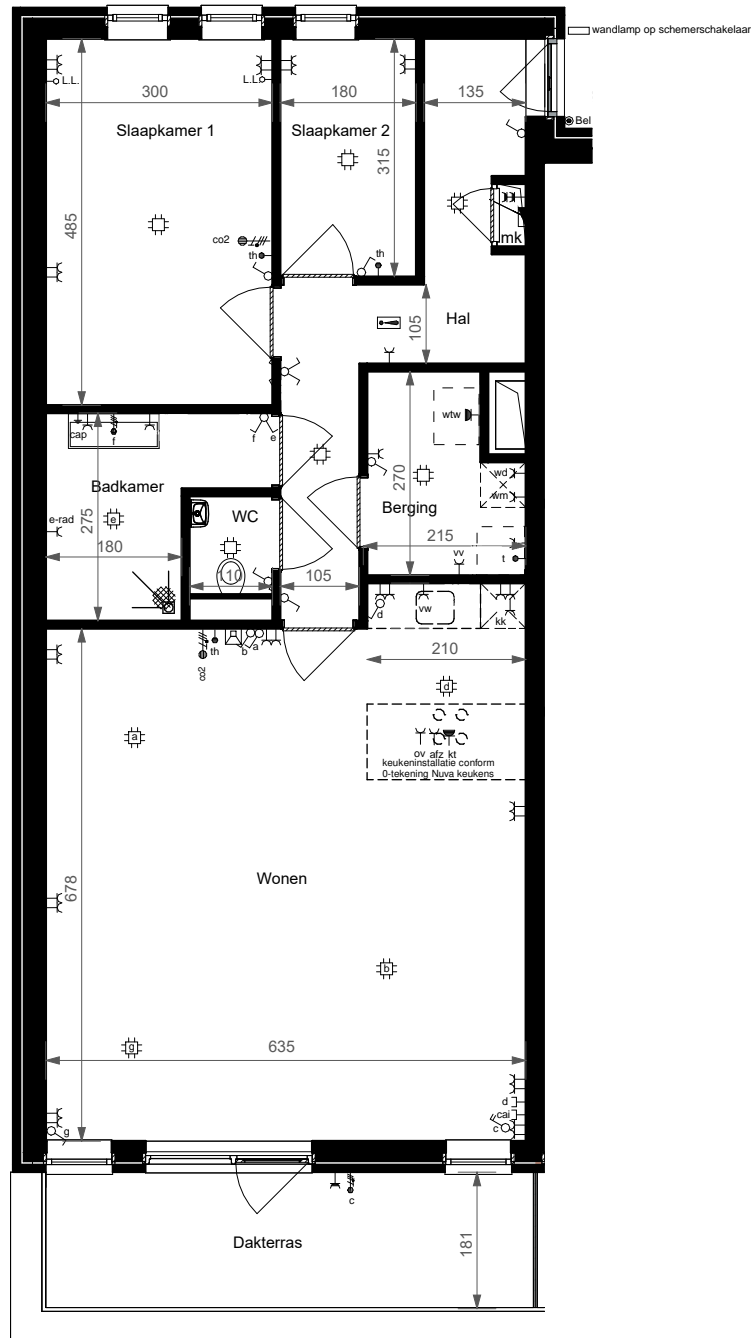 wandlamp op schemerschakelaar
L.L.
L.L.
300
180
135
Bel
Slaapkamer 1
Slaapkamer 2
315
485
co2
th
th
mk
Hal
105
wtw
cap
f
f
e
270
wd
wm
Badkamer
e
275
e-rad
180
WC
110
105
Berging
215
vv
t
d
vw
kk
co2
th
b
a
210
d
a
ov
afz
kt
keukeninstallatie conform
0-tekening Nuva keukens
678
Wonen
b
g
635
d
cai
c
g
c
Dakterras
181